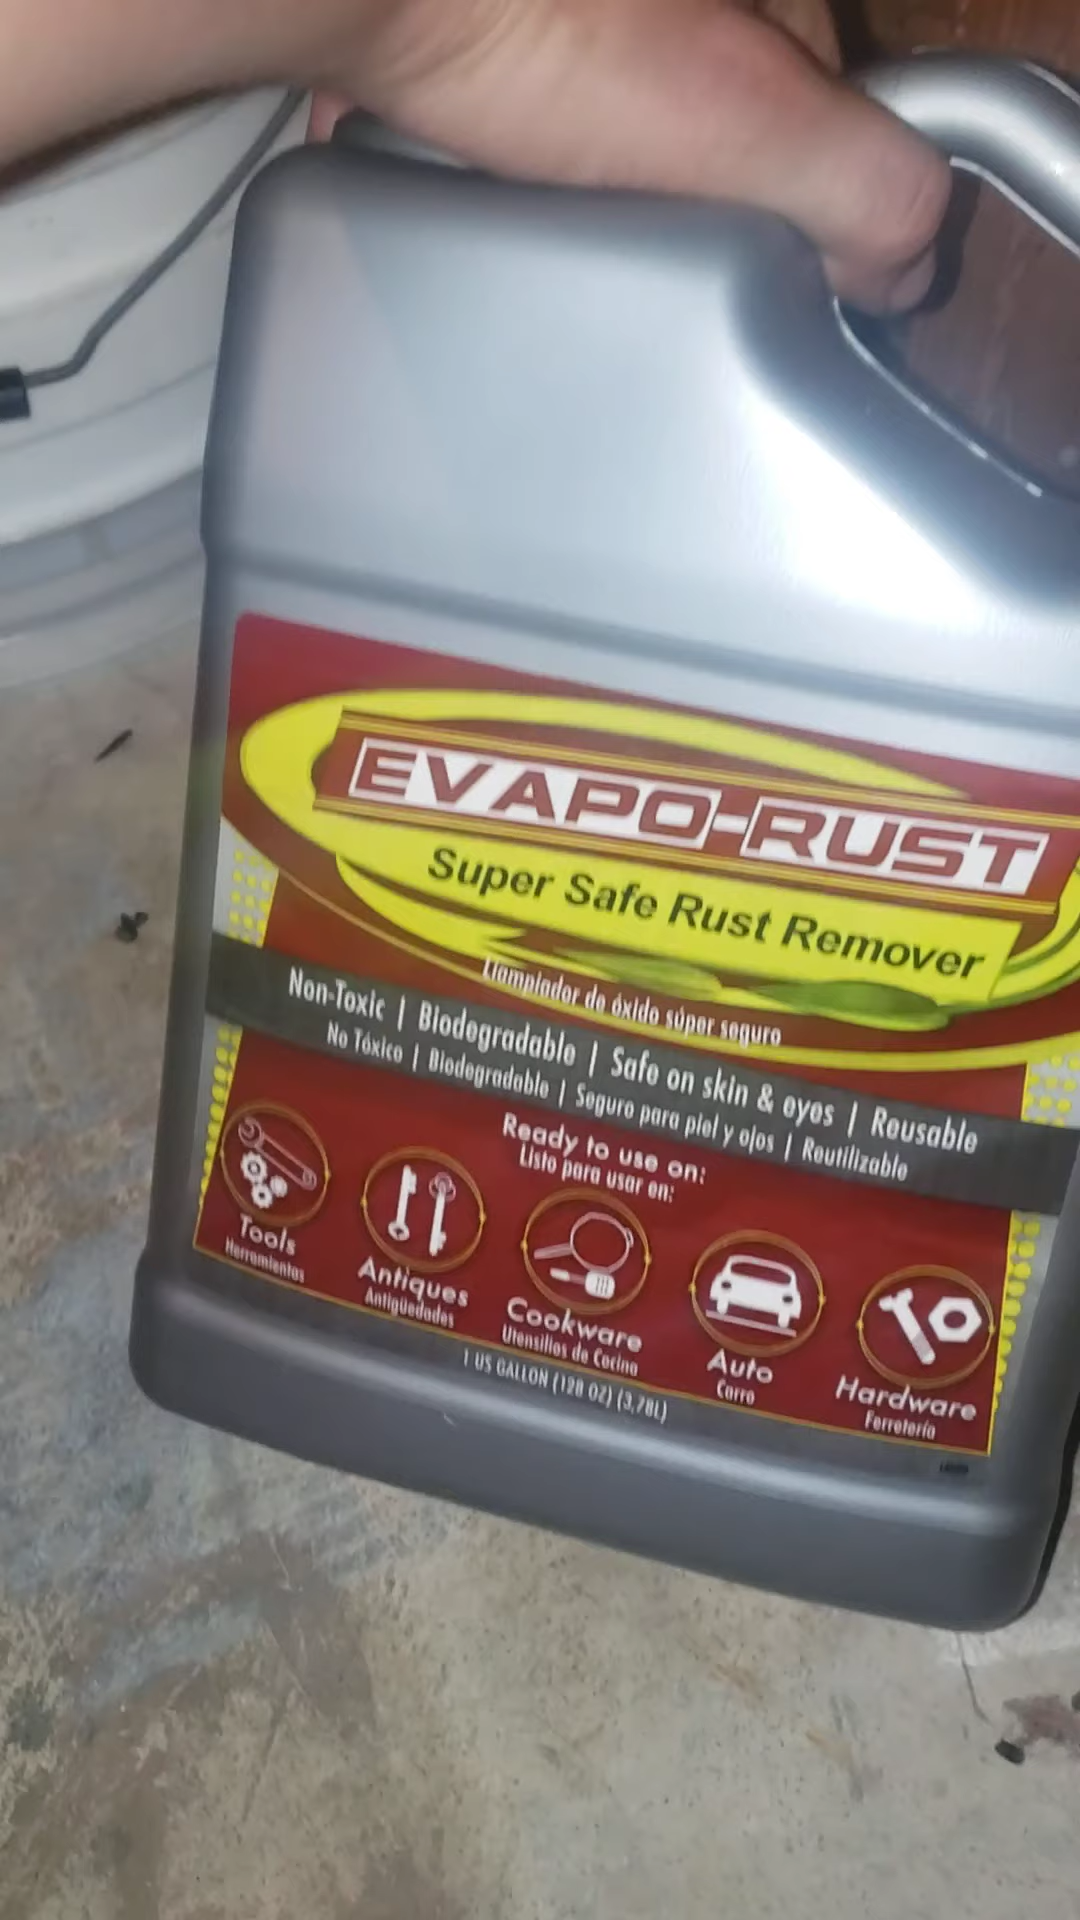 EVAPO-RUST
Super Safe Rust Remover
Limpiador de óxido súper seguro
Non-Toxic | Biodegradable | Safe on skin & eyes | Reusable
No Tóxico | Biodegradable | Seguro para piel y ojos | Reutilizable
Ready to use on:
Listo para usar en:
Tools
Herramientas
Antiques
Antigüedades
Cookware
Utensilios de Cocina
Auto
Carro
Hardware
Ferretería
1 US GALLON (128 OZ) (3,78L)